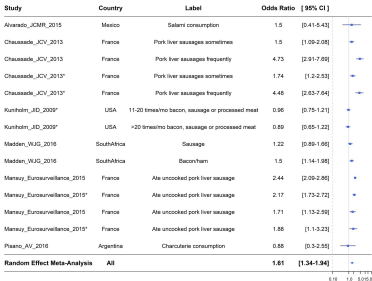 Study Country Label Odds Ratio [ 95% CI ]
Alvarado_JCMR_2015 Mexico Salami consumption 1.5 [0.41-5.43]
Chaussade_JCV_2013 France Pork liver sausages sometimes 1.5 [1.09-2.08]
Chaussade_JCV_2013 France Pork liver sausages frequently 4.73 [2.91-7.69]
Chaussade_JCV_2013* France Pork liver sausages sometimes 1.74 [1.2-2.53]
Chaussade_JCV_2013* France Pork liver sausages frequently 4.48 [2.63-7.64]
Kuniholm_JID_2009* USA 11-20 times/mo bacon, sausage or processed meat 0.96 [0.75-1.21]
Kuniholm_JID_2009* USA >20 times/mo bacon, sausage or processed meat 0.89 [0.65-1.22]
Madden_WJG_2016 SouthAfrica Sausage 1.22 [0.89-1.66]
Madden_WJG_2016 SouthAfrica Bacon/ham 1.5 [1.14-1.98]
Mansuy_Eurosurveillance_2015 France Ate uncooked pork liver sausage 2.44 [2.09-2.86]
Mansuy_Eurosurveillance_2015* France Ate uncooked pork liver sausage 2.17 [1.73-2.72]
Mansuy_Eurosurveillance_2015 France Ate uncooked pork liver sausage 1.71 [1.13-2.59]
Mansuy_Eurosurveillance_2015* France Ate uncooked pork liver sausage 1.88 [1.1-3.23]
Pisano_AV_2016 Argentina Charcuterie consumption 0.88 [0.3-2.55]
Random Effect Meta-Analysis All 1.61 [1.34-1.94]
0.10 1.0 5.015.0